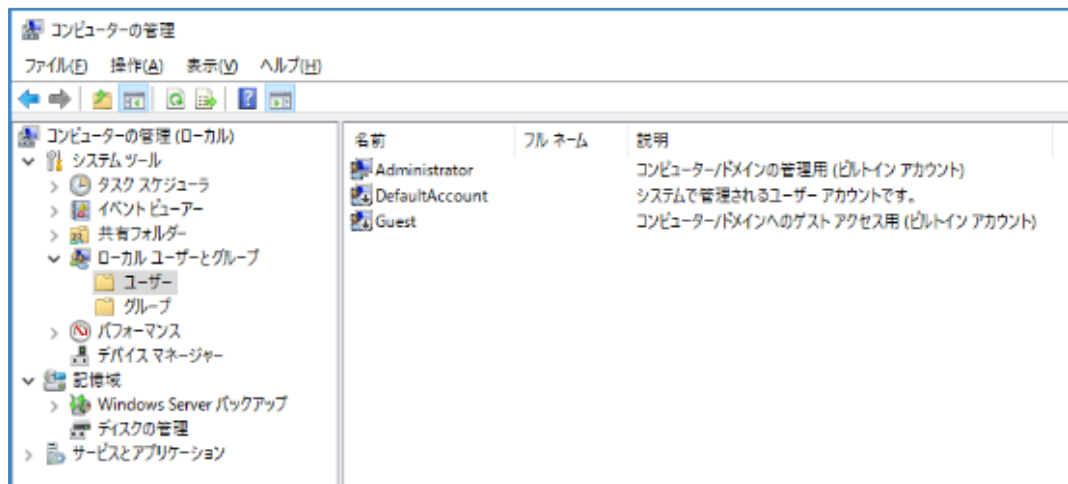 コンピューターの管理
ファイル(F) 操作(A) 表示(V) ヘルプ(H)
コンピューターの管理 (ローカル)
システム ツール
タスク スケジューラ
イベント ビューアー
共有フォルダー
ローカル ユーザーとグループ
ユーザー
グループ
パフォーマンス
デバイス マネージャー
記憶域
Windows Server バックアップ
ディスクの管理
サービスとアプリケーション
名前 フル ネーム 説明
Administrator コンピューター/ドメインの管理用 (ビルトイン アカウント)
DefaultAccount システムで管理されるユーザー アカウントです。
Guest コンピューター/ドメインへのゲスト アクセス用 (ビルトイン アカウント)